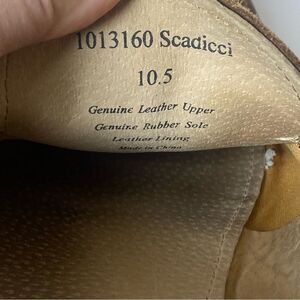 1013160 Scadicci
10.5
Genuine Leather Upper
Genuine Rubber Sole
Leather Lining
Made in China